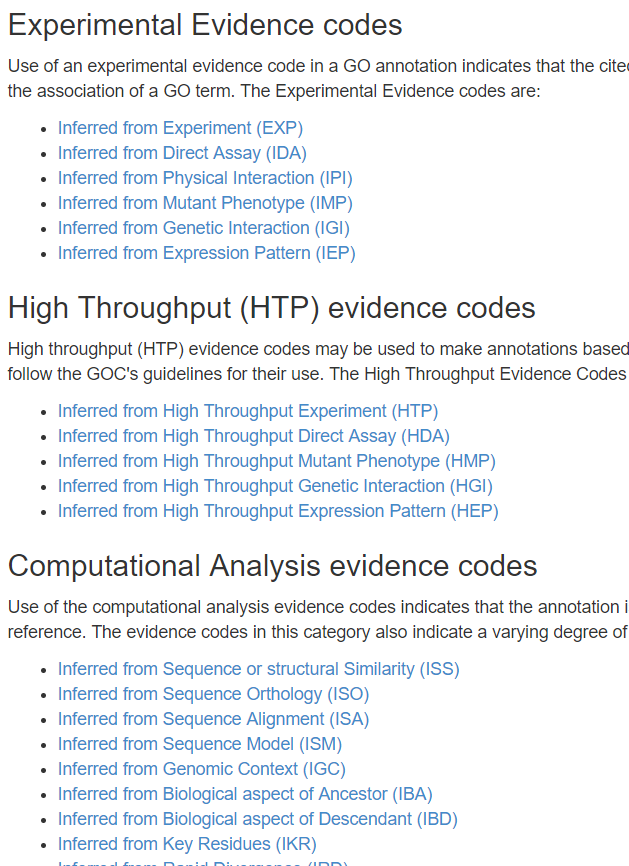 Experimental Evidence codes
Use of an experimental evidence code in a GO annotation indicates that the cited
the association of a GO term. The Experimental Evidence codes are:
Inferred from Experiment (EXP)
Inferred from Direct Assay (IDA)
Inferred from Physical Interaction (IPI)
Inferred from Mutant Phenotype (IMP)
Inferred from Genetic Interaction (IGI)
Inferred from Expression Pattern (IEP)
High Throughput (HTP) evidence codes
High throughput (HTP) evidence codes may be used to make annotations based
follow the GOC's guidelines for their use. The High Throughput Evidence Codes
Inferred from High Throughput Experiment (HTP)
Inferred from High Throughput Direct Assay (HDA)
Inferred from High Throughput Mutant Phenotype (HMP)
Inferred from High Throughput Genetic Interaction (HGI)
Inferred from High Throughput Expression Pattern (HEP)
Computational Analysis evidence codes
Use of the computational analysis evidence codes indicates that the annotation i
reference. The evidence codes in this category also indicate a varying degree of
Inferred from Sequence or structural Similarity (ISS)
Inferred from Sequence Orthology (ISO)
Inferred from Sequence Alignment (ISA)
Inferred from Sequence Model (ISM)
Inferred from Genomic Context (IGC)
Inferred from Biological aspect of Ancestor (IBA)
Inferred from Biological aspect of Descendant (IBD)
Inferred from Key Residues (IKR)
Inferred from Rapid Divergence (IRD)